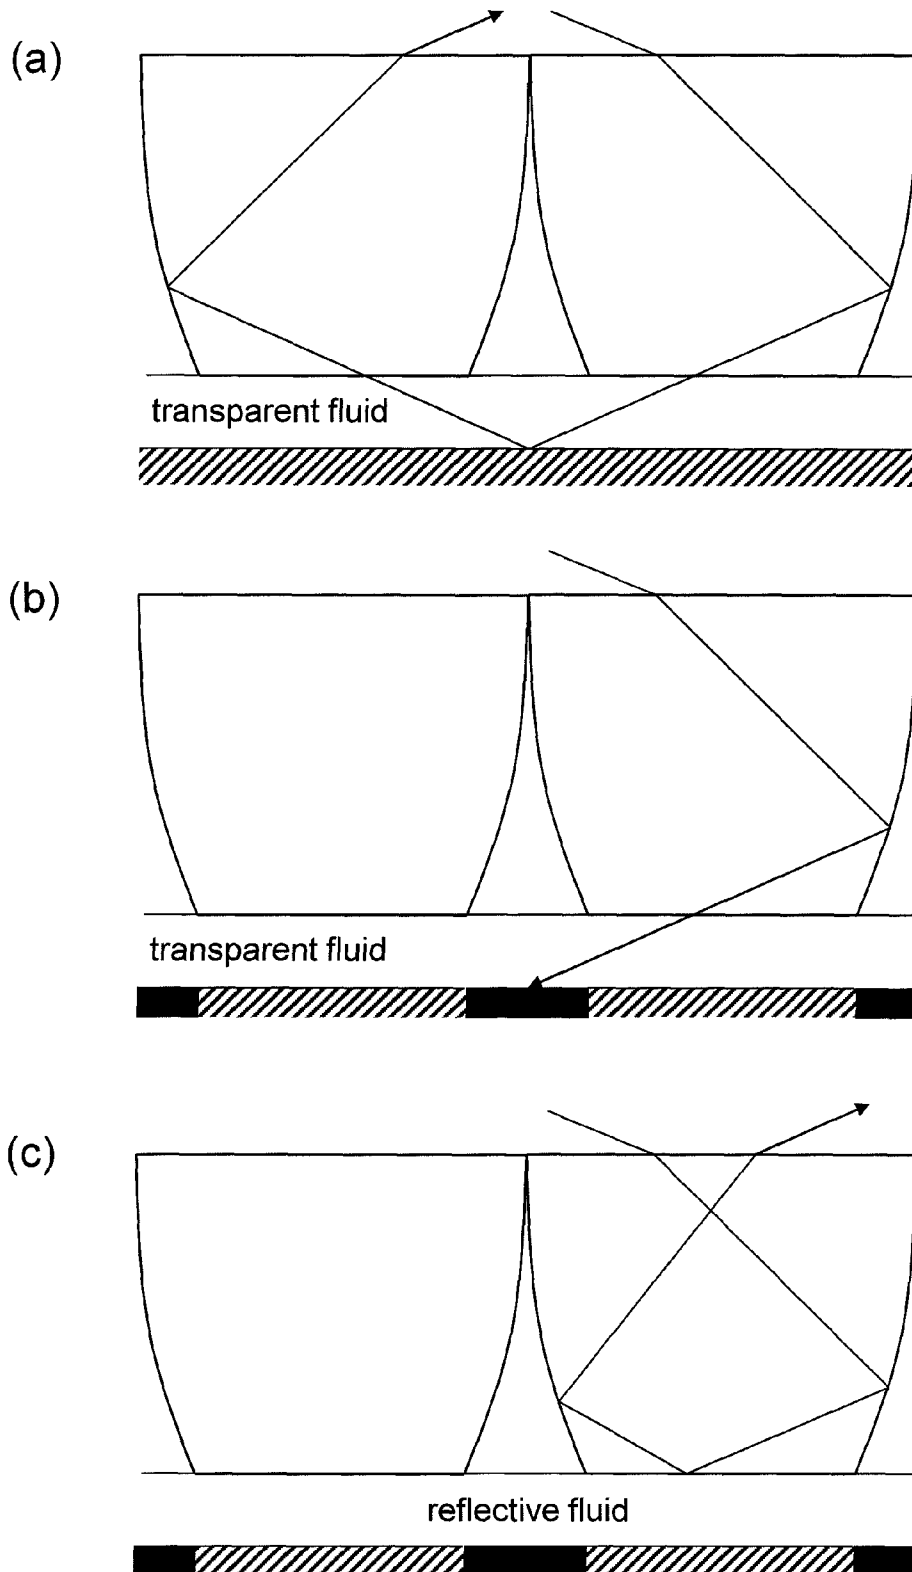 (a)
transparent fluid
(b)
transparent fluid
(c)
reflective fluid